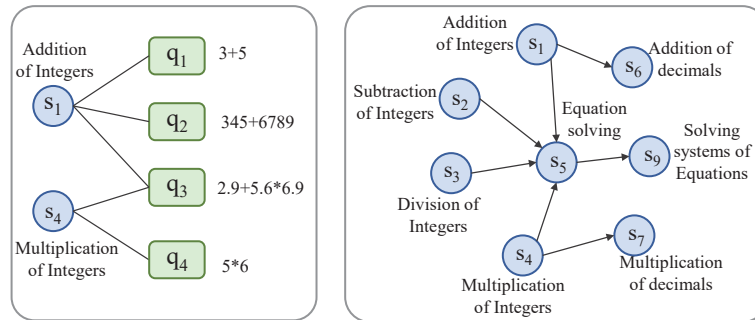 Addition
of Integers
s1
s4
Multiplication
of Integers
q1 3+5
q2 345+6789
q3 2.9+5.6*6.9
q4 5*6
Addition
of Integers
s1
s6
Addition of
decimals
Subtraction
of Integers
s2
Equation
solving
s5
s9
Solving
systems of
Equations
s3
Division of
Integers
s4
Multiplication
of Integers
s7
Multiplication
of decimals